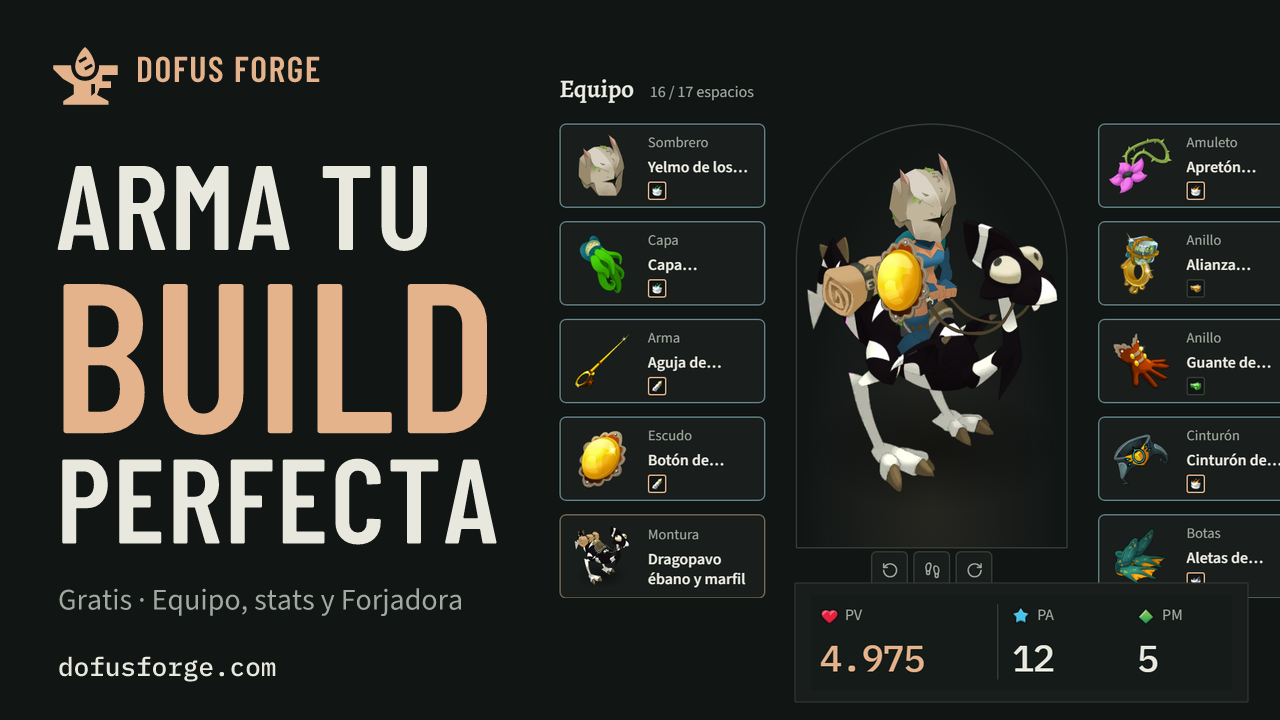 DOFUS FORGE
ARMA TU
BUILD
PERFECTA
Gratis · Equipo, stats y Forjadora
dofusforge.com
Equipo 16 / 17 espacios
Sombrero
Yelmo de los...
Capa
Capa...
Arma
Aguja de...
Escudo
Botón de...
Montura
Dragopavo
ébano y marfil
Amuleto
Apretón...
Anillo
Alianza...
Anillo
Guante de...
Cinturón
Cinturón de...
Botas
Aletas de...
PV PA PM
4.975 12 5